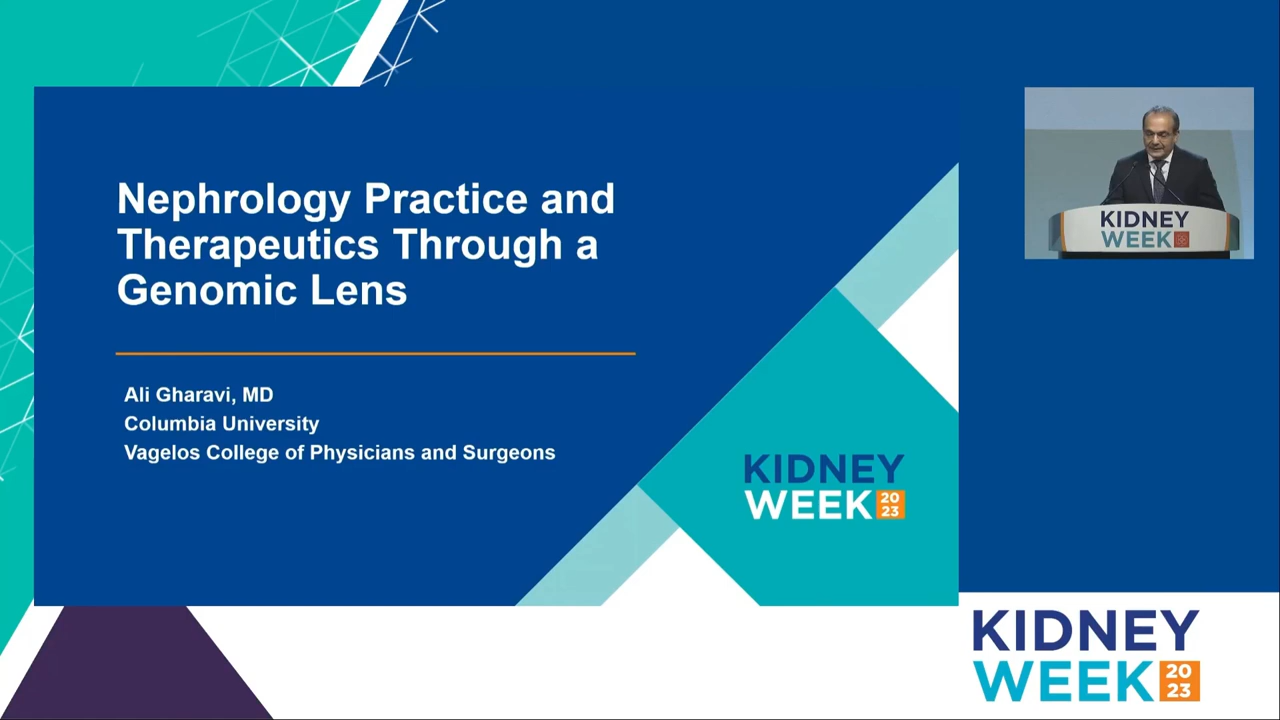 Nephrology Practice and
Therapeutics Through a
Genomic Lens
Ali Gharavi, MD
Columbia University
Vagelos College of Physicians and Surgeons
KIDNEY
WEEK 20
23
KIDNEY
WEEK
KIDNEY
WEEK 20
23